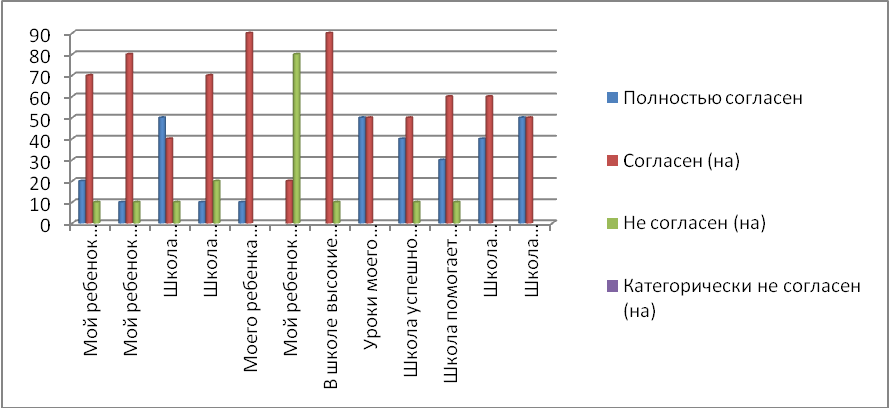 90
80
70
60
50
40
30
20
10
0
Мой ребенок...
Мой ребенок...
Школа...
Школа...
Моего ребенка...
Мой ребенок...
В школе высокие...
Уроки моего...
Школа успешно...
Школа помогает...
Школа...
Школа...
Полностью согласен
Согласен (на)
Не согласен (на)
Категорически не согласен
(на)